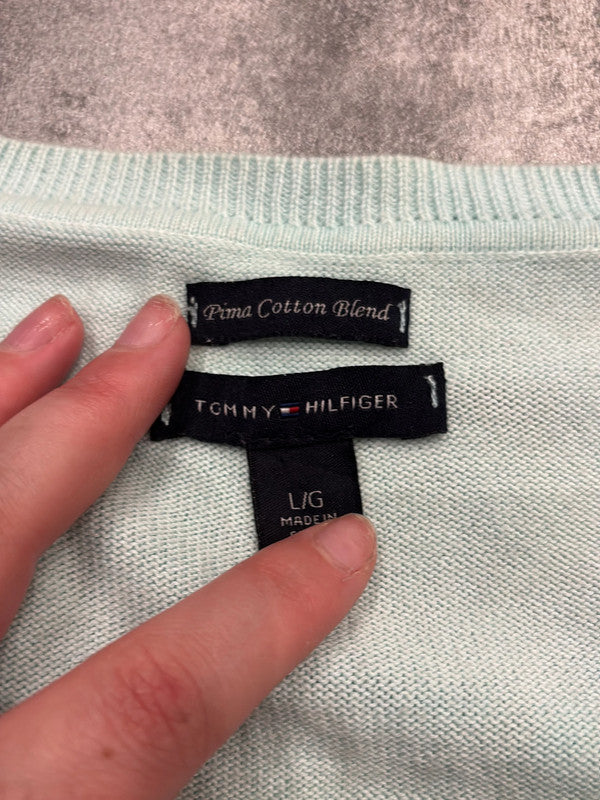 Pima Cotton Blend
TOMMY HILFIGER
L/G
MADE IN